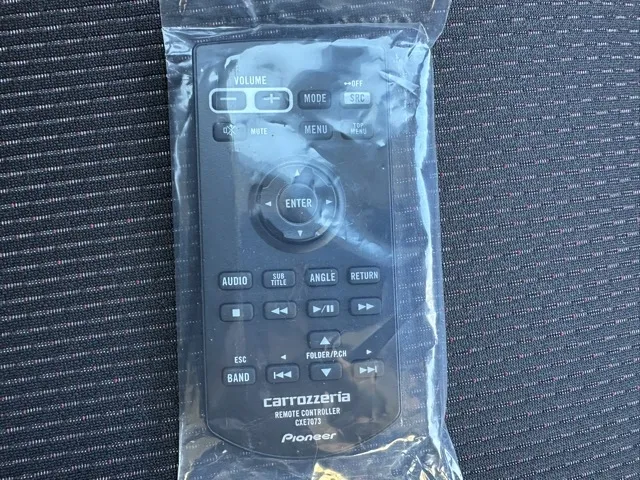 VOLUME
OFF
MODE
SRC
MUTE
MENU
TOP
MENU
ENTER
AUDIO
SUB
TITLE
ANGLE
RETURN
ESC
FOLDER/P.CH
BAND
carrozzeria
REMOTE CONTROLLER
CXE7073
Pioneer